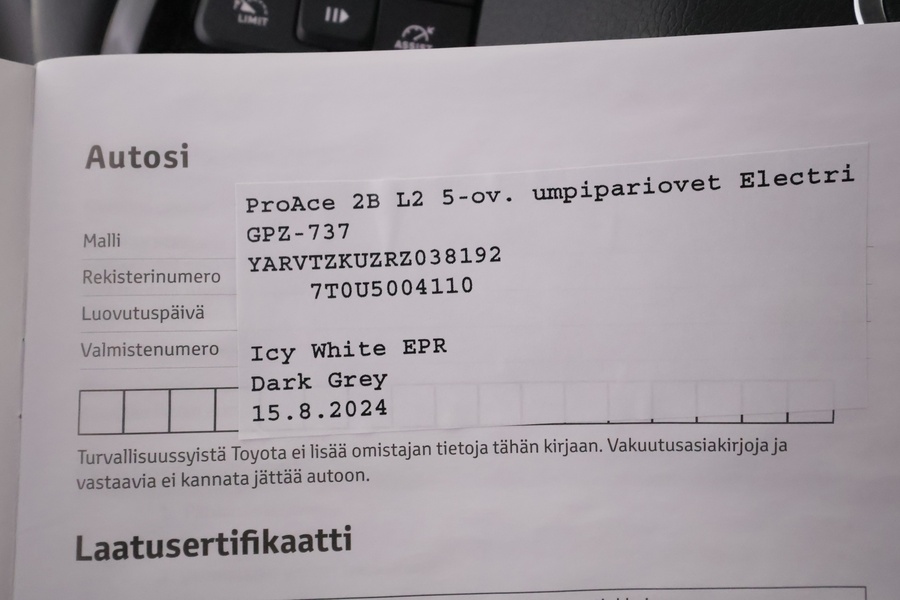 LIMIT
ASSIST
Autosi
ProAce 2B L2 5-ov. umpipariovet Electri
GPZ-737
YARVTZKUZRZ038192
7T0U5004110
Icy White EPR
Dark Grey
15.8.2024
Malli
Rekisterinumero
Luovutuspäivä
Valmistenumero
Turvallisuussyistä Toyota ei lisää omistajan tietoja tähän kirjaan. Vakuutusasiakirjoja ja
vastaavia ei kannata jättää autoon.
Laatusertifikaatti